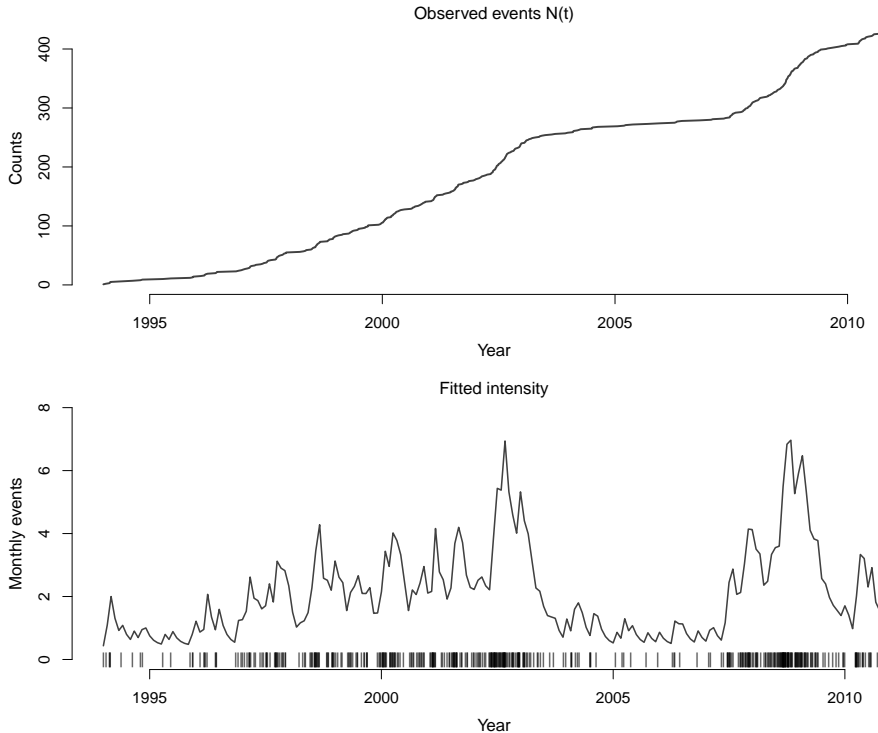 Observed events N(t)
400
300
200
100
0
Counts
1995 2000 2005 2010
Year
Fitted intensity
8
6
4
2
0
Monthly events
1995 2000 2005 2010
Year